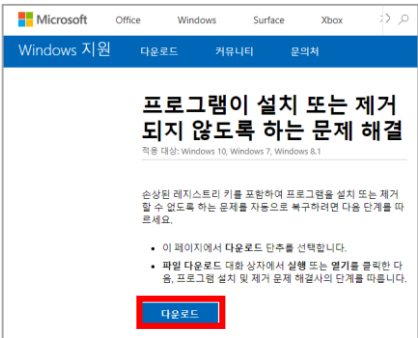 Microsoft Office Windows Surface Xbox
Windows 지원 다운로드 커뮤니티 문의처
프로그램이 설치 또는 제거
되지 않도록 하는 문제 해결
적용 대상: Windows 10, Windows 7, Windows 8.1
손상된 레지스트리 키를 포함하여 프로그램을 설치 또는 제거
할 수 없도록 하는 문제를 자동으로 복구하려면 다음 단계를 따
르세요.
• 이 페이지에서 다운로드 단추를 선택합니다.
• 파일 다운로드 대화 상자에서 실행 또는 열기를 클릭한 다
음, 프로그램 설치 및 제거 문제 해결사의 단계를 따릅니다.
다운로드